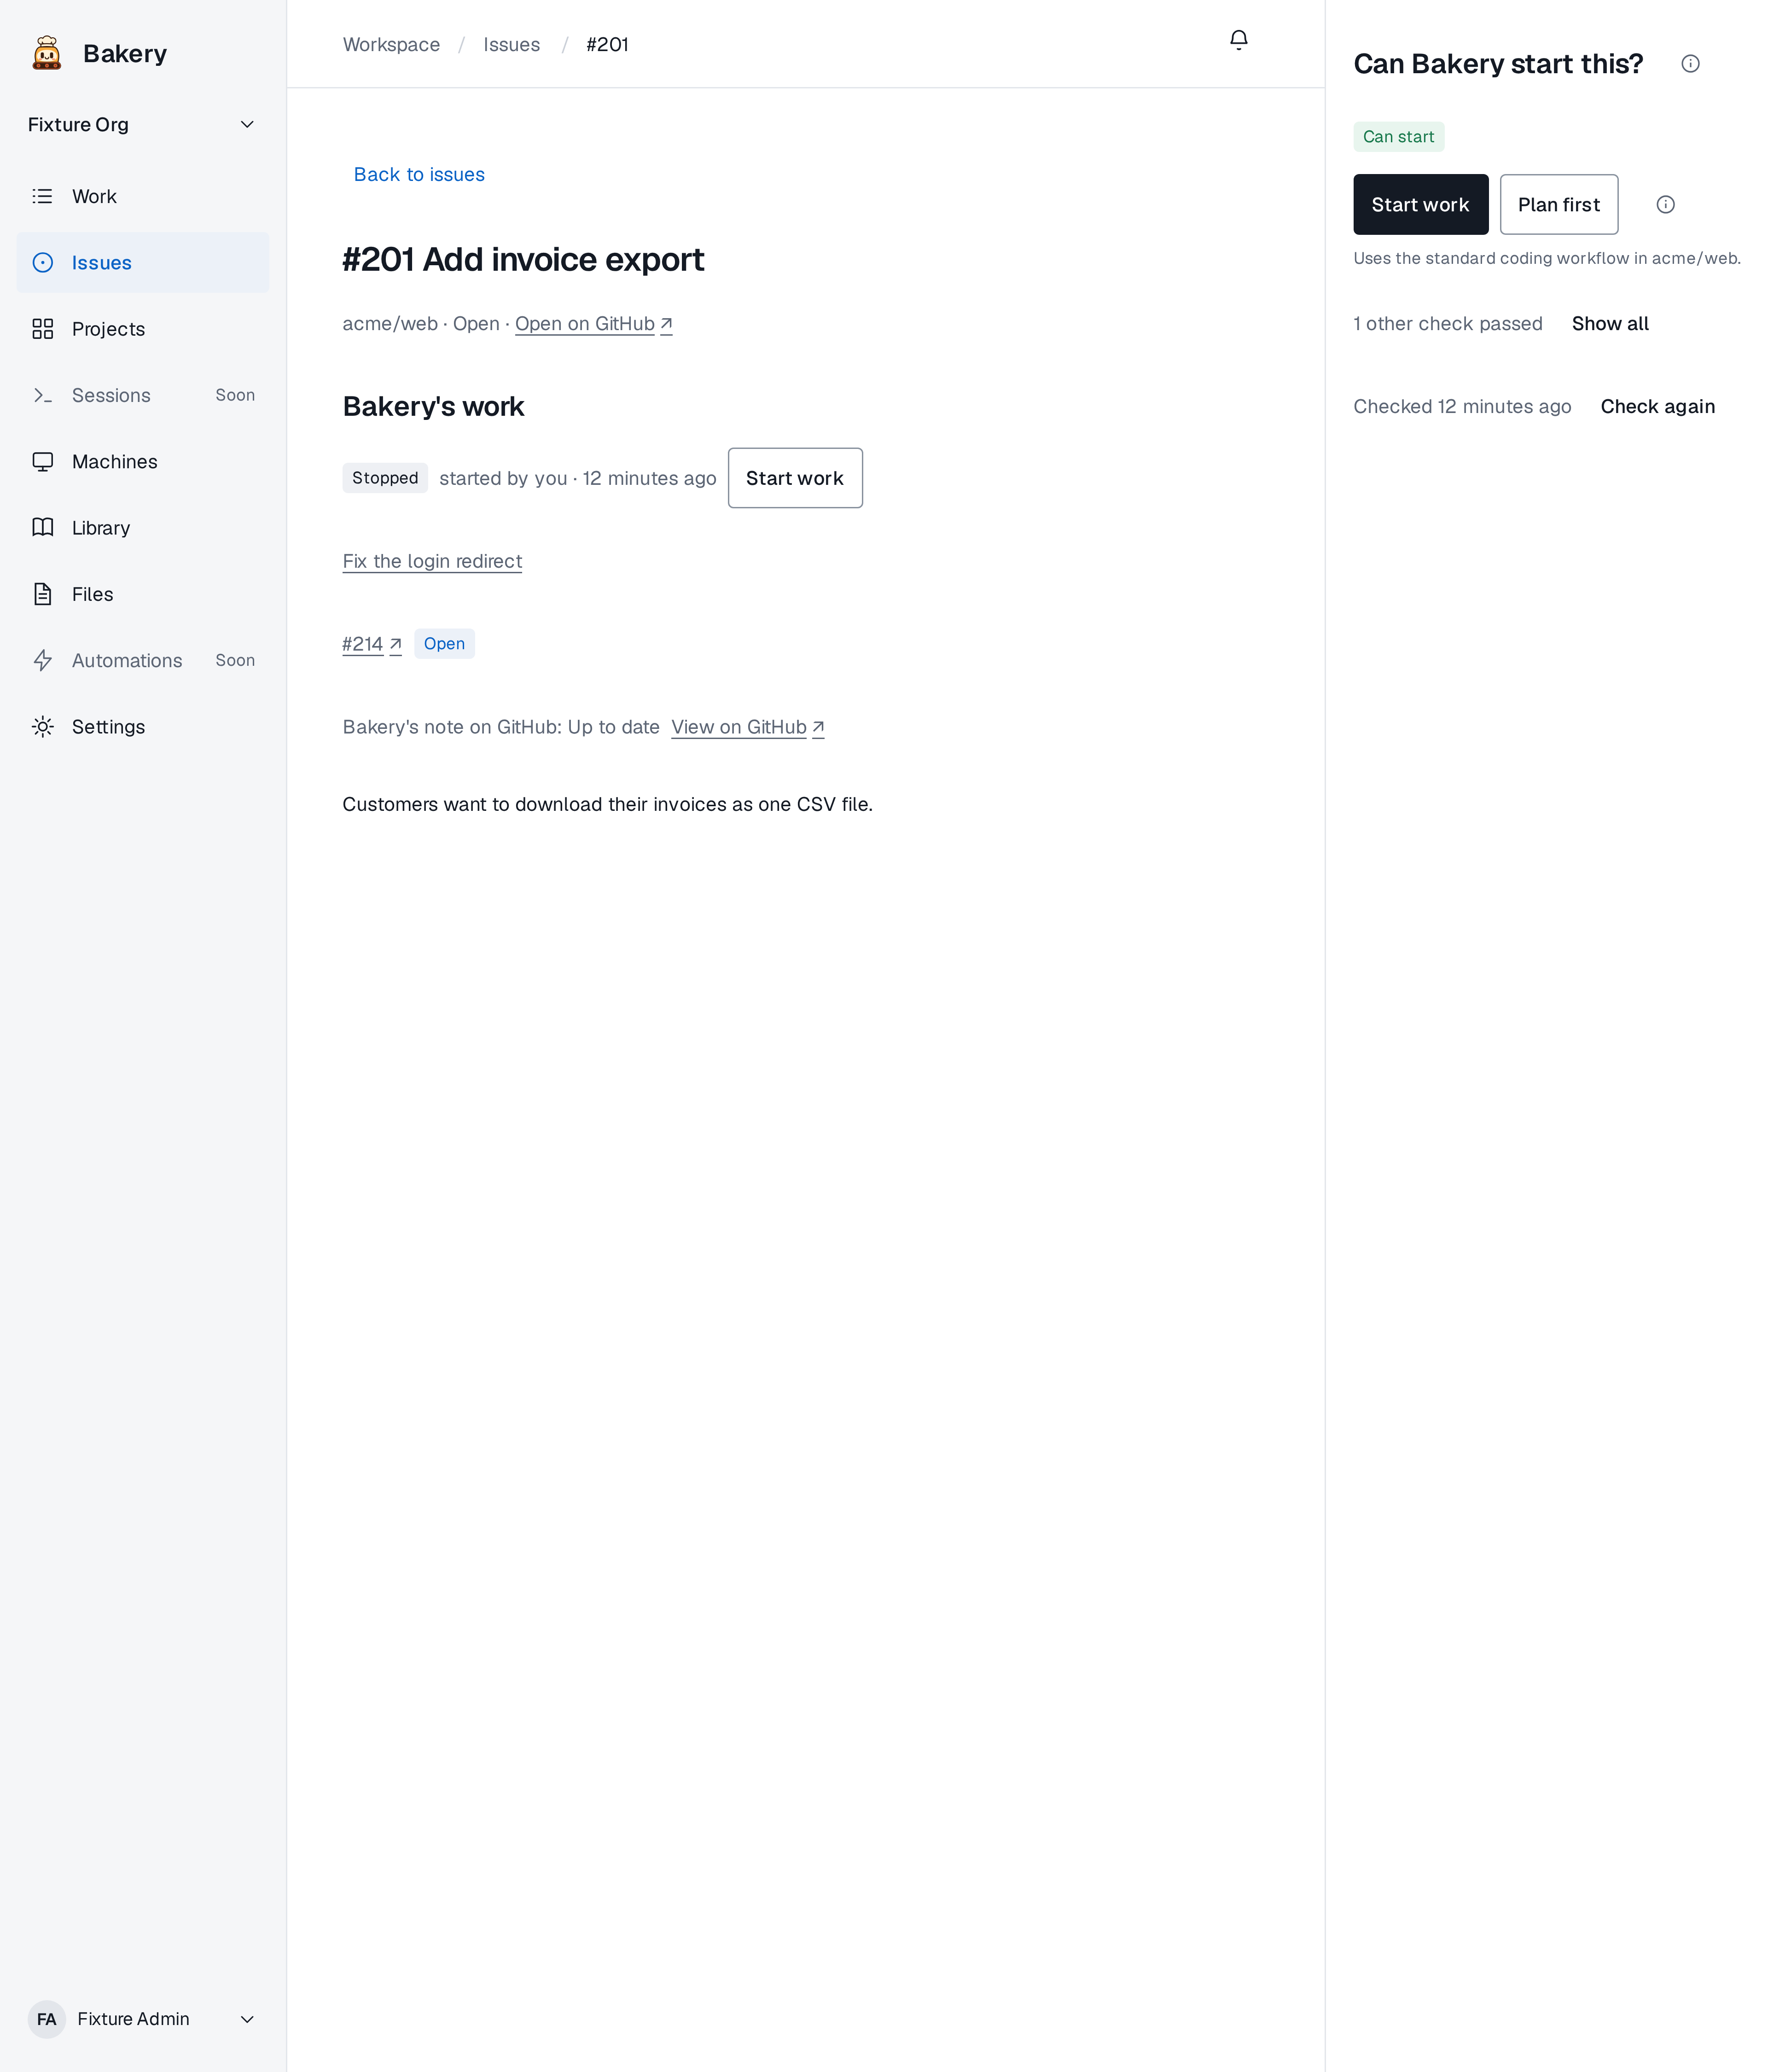 Bakery
Fixture Org
Work
Issues
Projects
Sessions Soon
Machines
Library
Files
Automations Soon
Settings
FA Fixture Admin
Workspace / Issues / #201
Back to issues
#201 Add invoice export
acme/web · Open · Open on GitHub ↗
Bakery's work
Stopped started by you · 12 minutes ago Start work
Fix the login redirect
#214 ↗ Open
Bakery's note on GitHub: Up to date View on GitHub ↗
Customers want to download their invoices as one CSV file.
Can Bakery start this?
Can start
Start work Plan first
Uses the standard coding workflow in acme/web.
1 other check passed Show all
Checked 12 minutes ago Check again